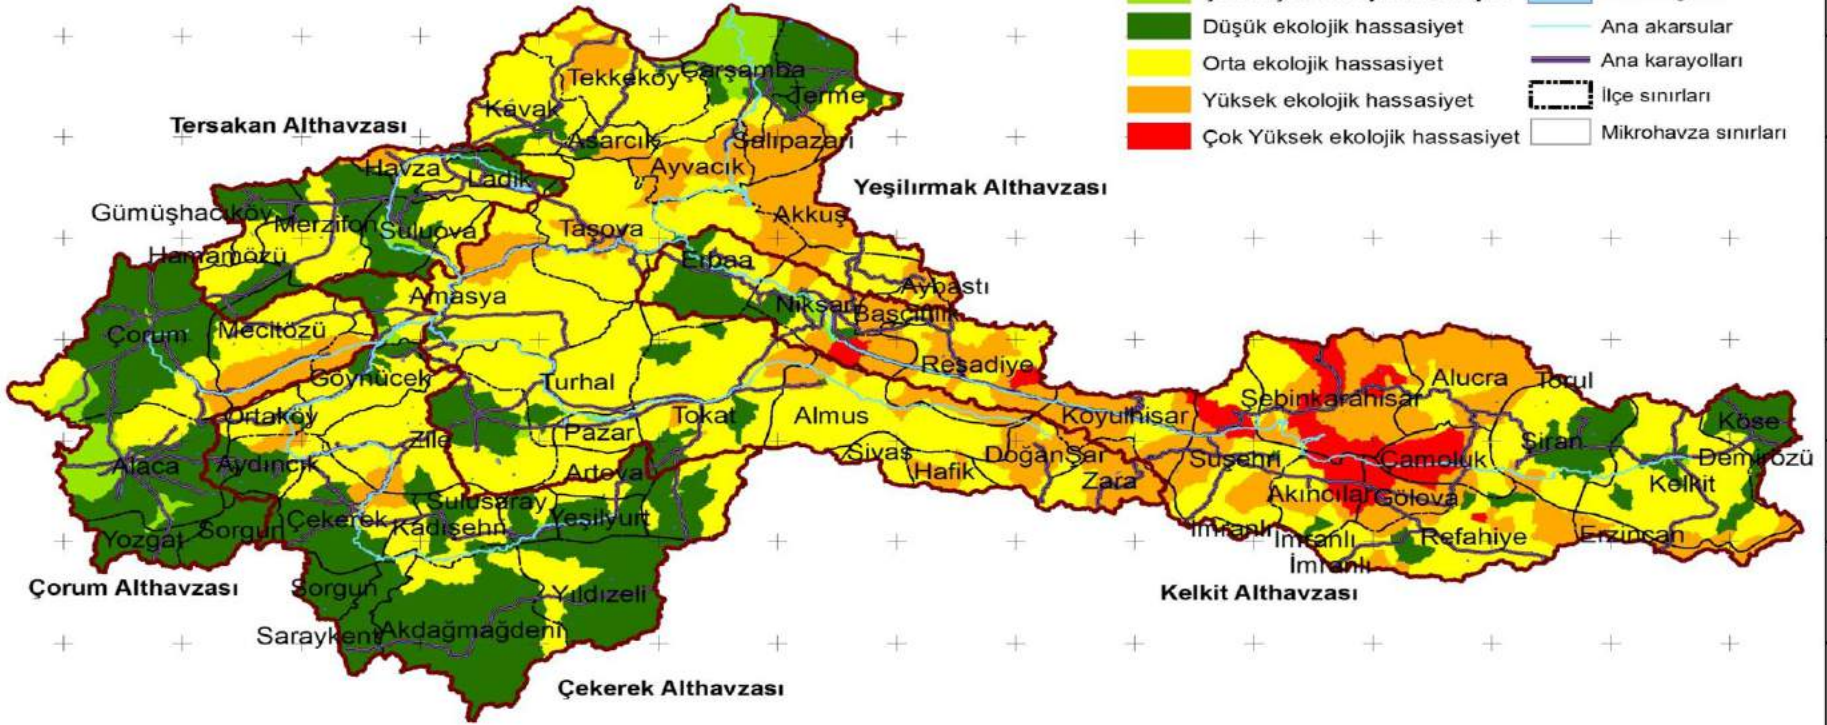 Düşük ekolojik hassasiyet
Orta ekolojik hassasiyet
Yüksek ekolojik hassasiyet
Çok Yüksek ekolojik hassasiyet
Ana akarsular
Ana karayolları
İlçe sınırları
Mikrohavza sınırları
Tersakan Althavzası
Yeşilırmak Althavzası
Çorum Althavzası
Çekerek Althavzası
Kelkit Althavzası
Tekkeköy
Çarşamba
Terme
Kavak
Asarcık
Salıpazarı
Havza
Ladik
Ayvacık
Akkuş
Gümüşhacıköy
Merzifon
Suluova
Taşova
Hamamözü
Erbaa
Amasya
Niksar
Aybastı
Başçiftlik
Çorum
Mecitözü
Reşadiye
Göynücek
Turhal
Ortaköy
Zile
Pazar
Tokat
Almus
Koyulhisar
Şebinkarahisar
Alucra
Torul
Köse
Alaca
Aydıncık
Artova
Sivas
Hafik
Doğanşar
Zara
Suşehri
Çamoluk
Şiran
Demirözü
Kelkit
Sulusaray
Akıncılar
Gölova
Yozgat
Sorgun
Çekerek
Kadışehri
Yeşilyurt
İmranlı
İmranlı
İmranlı
Refahiye
Erzincan
Sorgun
Yıldızeli
Saraykent
Akdağmağdeni